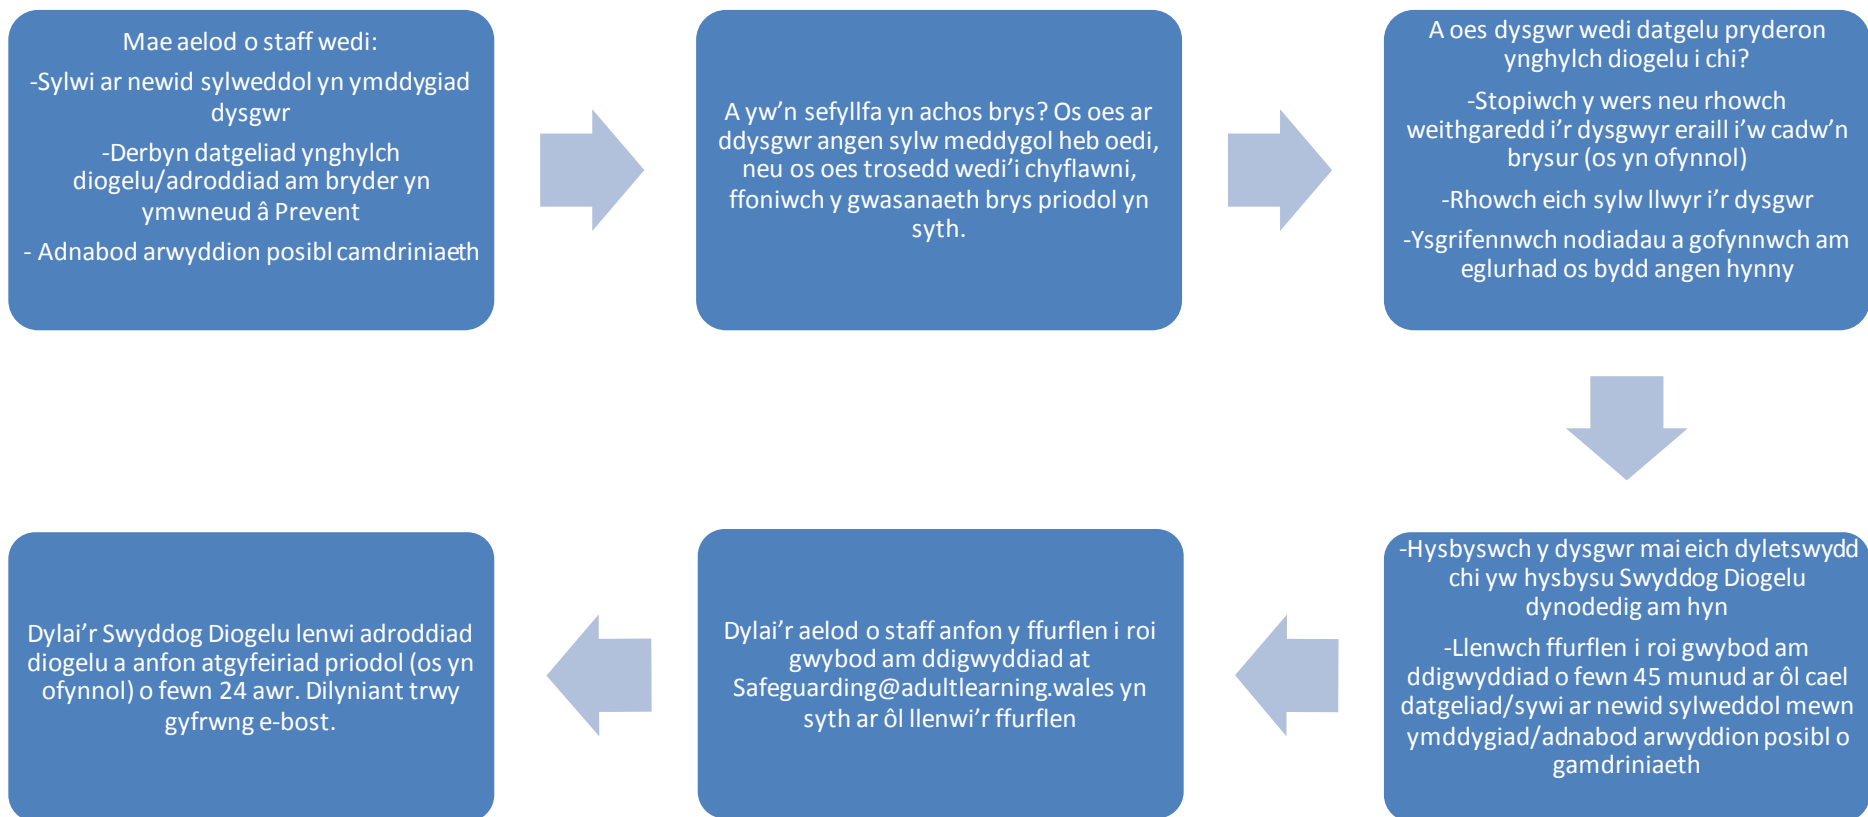 Mae aelod o staff wedi:
-Sylwi ar newid sylweddol yn ymddygiad
dysgwr
-Derbyn datgeliad ynghylch
diogelu/adroddiad am bryder yn
ymwneud â Prevent
- Adnabod arwyddion posibl camdriniaeth
A yw'n sefyllfa yn achos brys? Os oes ar
ddysgwr angen sylw meddygol heb oedi,
neu os oes trosedd wedi'i chyflawni,
ffoniwch y gwasanaeth brys priodol yn
syth.
A oes dysgwr wedi datgelu pryderon
ynghylch diogelu i chi?
-Stopiwch y wers neu rhowch
weithgaredd i'r dysgwyr eraill i'w cadw'n
brysur (os yn ofynnol)
-Rhowch eich sylw llwyr i'r dysgwr
-Ysgrifennwch nodiadau a gofynnwch am
eglurhad os bydd angen hynny
-Hysbyswch y dysgwr mai eich dyletswydd
chi yw hysbysu Swyddog Diogelu
dynodedig am hyn
-Llenwch ffurflen i roi gwybod am
ddigwyddiad o fewn 45 munud ar ôl cael
datgeliad/sywi ar newid sylweddol mewn
ymddygiad/adnabod arwyddion posibl o
gamdriniaeth
Dylai'r aelod o staff anfon y ffurflen i roi
gwybod am ddigwyddiad at
Safeguarding@adultlearning.wales yn
syth ar ôl llenwi'r ffurflen
Dylai'r Swyddog Diogelu lenwi adroddiad
diogelu a anfon atgyfeiriad priodol (os yn
ofynnol) o fewn 24 awr. Dilyniant trwy
gyfrwng e-bost.